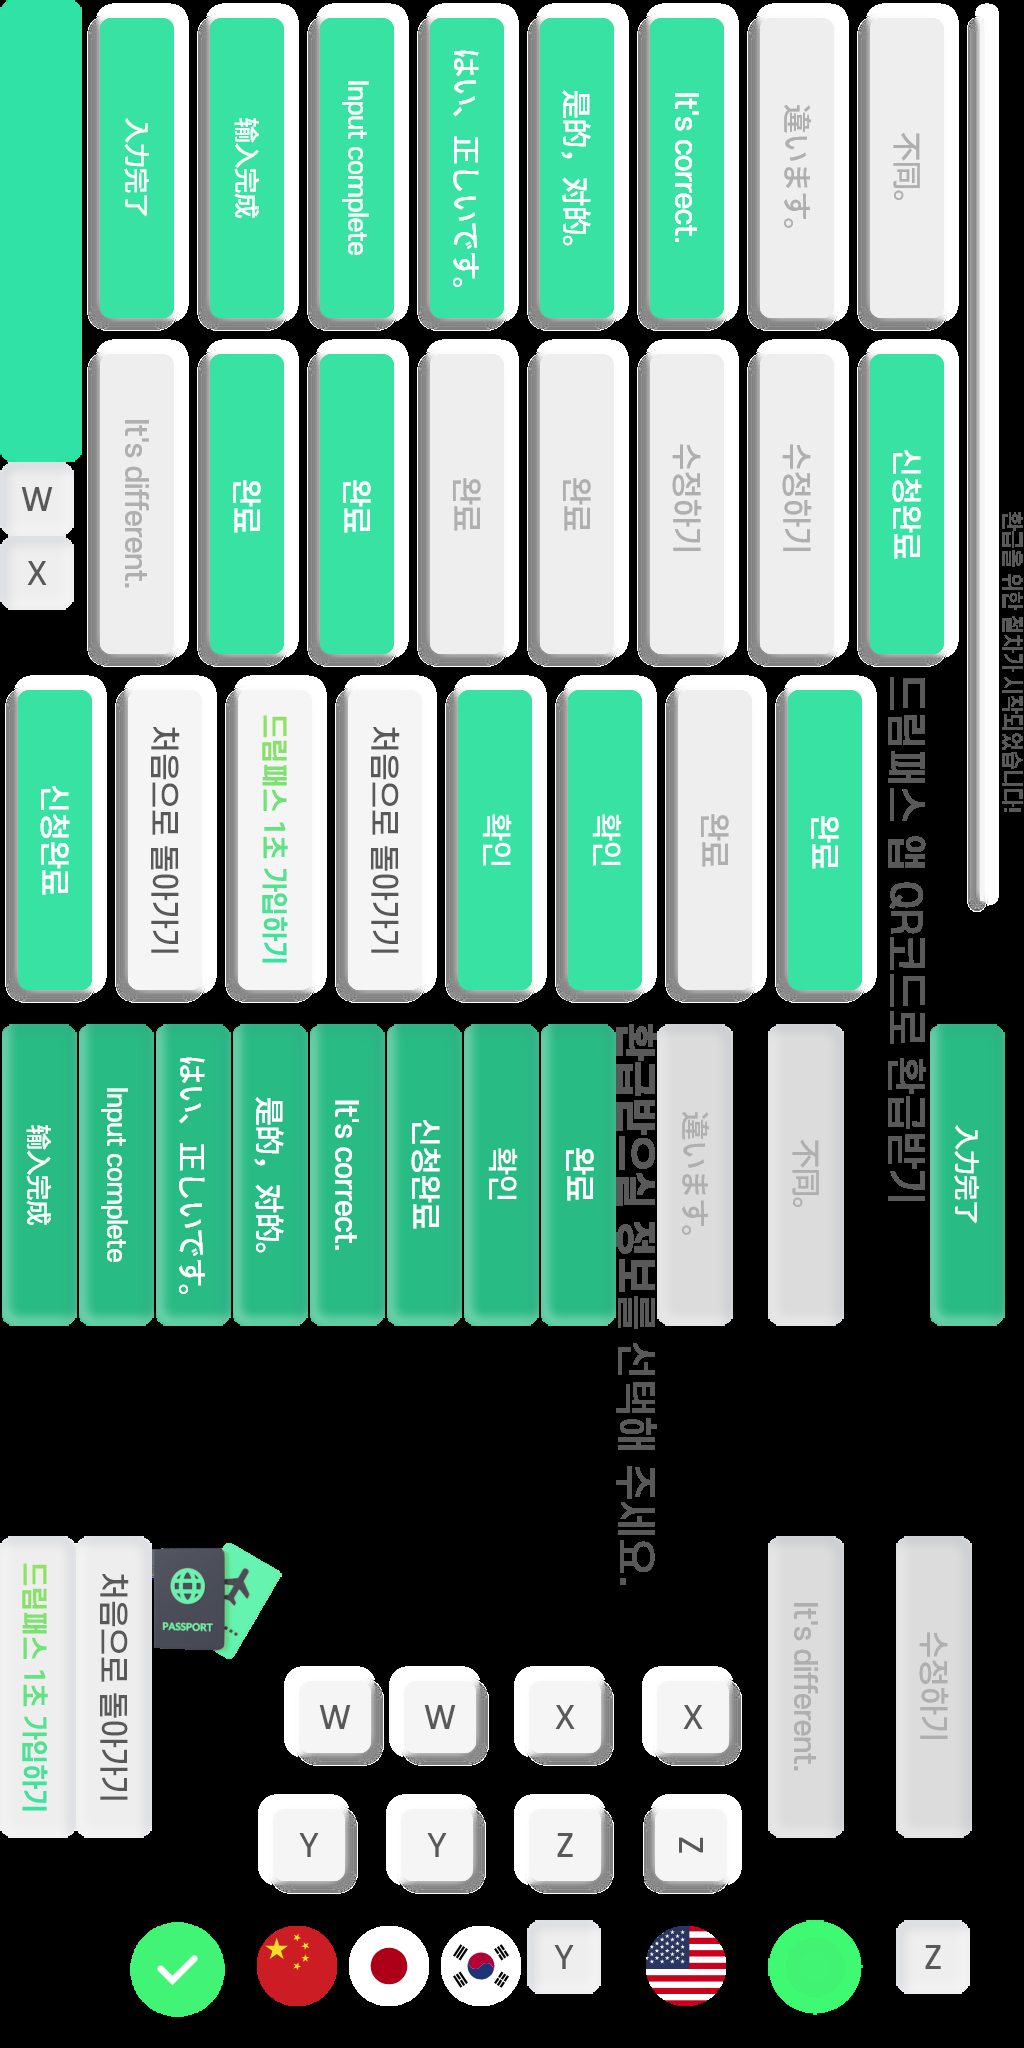 入力完了
输入完成
Input complete
はい、正しいです。
是的，对的。
It's correct.
違います。
不同。
It's different.
완료
완료
완료
완료
수정하기
수정하기
신청완료
W
X
환급을 위한 절차가 시작되었습니다!
신청완료
처음으로 돌아가기
드림패스 1초 가입하기
처음으로 돌아가기
확인
확인
완료
완료
드림패스 앱 QR코드로 환급받기
输入完成
Input complete
はい、正しいです。
是的，对的。
It's correct.
신청완료
확인
완료
환급받으실 정보를 선택해 주세요.
違います。
不同。
入力完了
드림패스 1초 가입하기
처음으로 돌아가기
PASSPORT
It's different.
수정하기
W
W
X
X
Y
Y
Z
Z
Y
Z